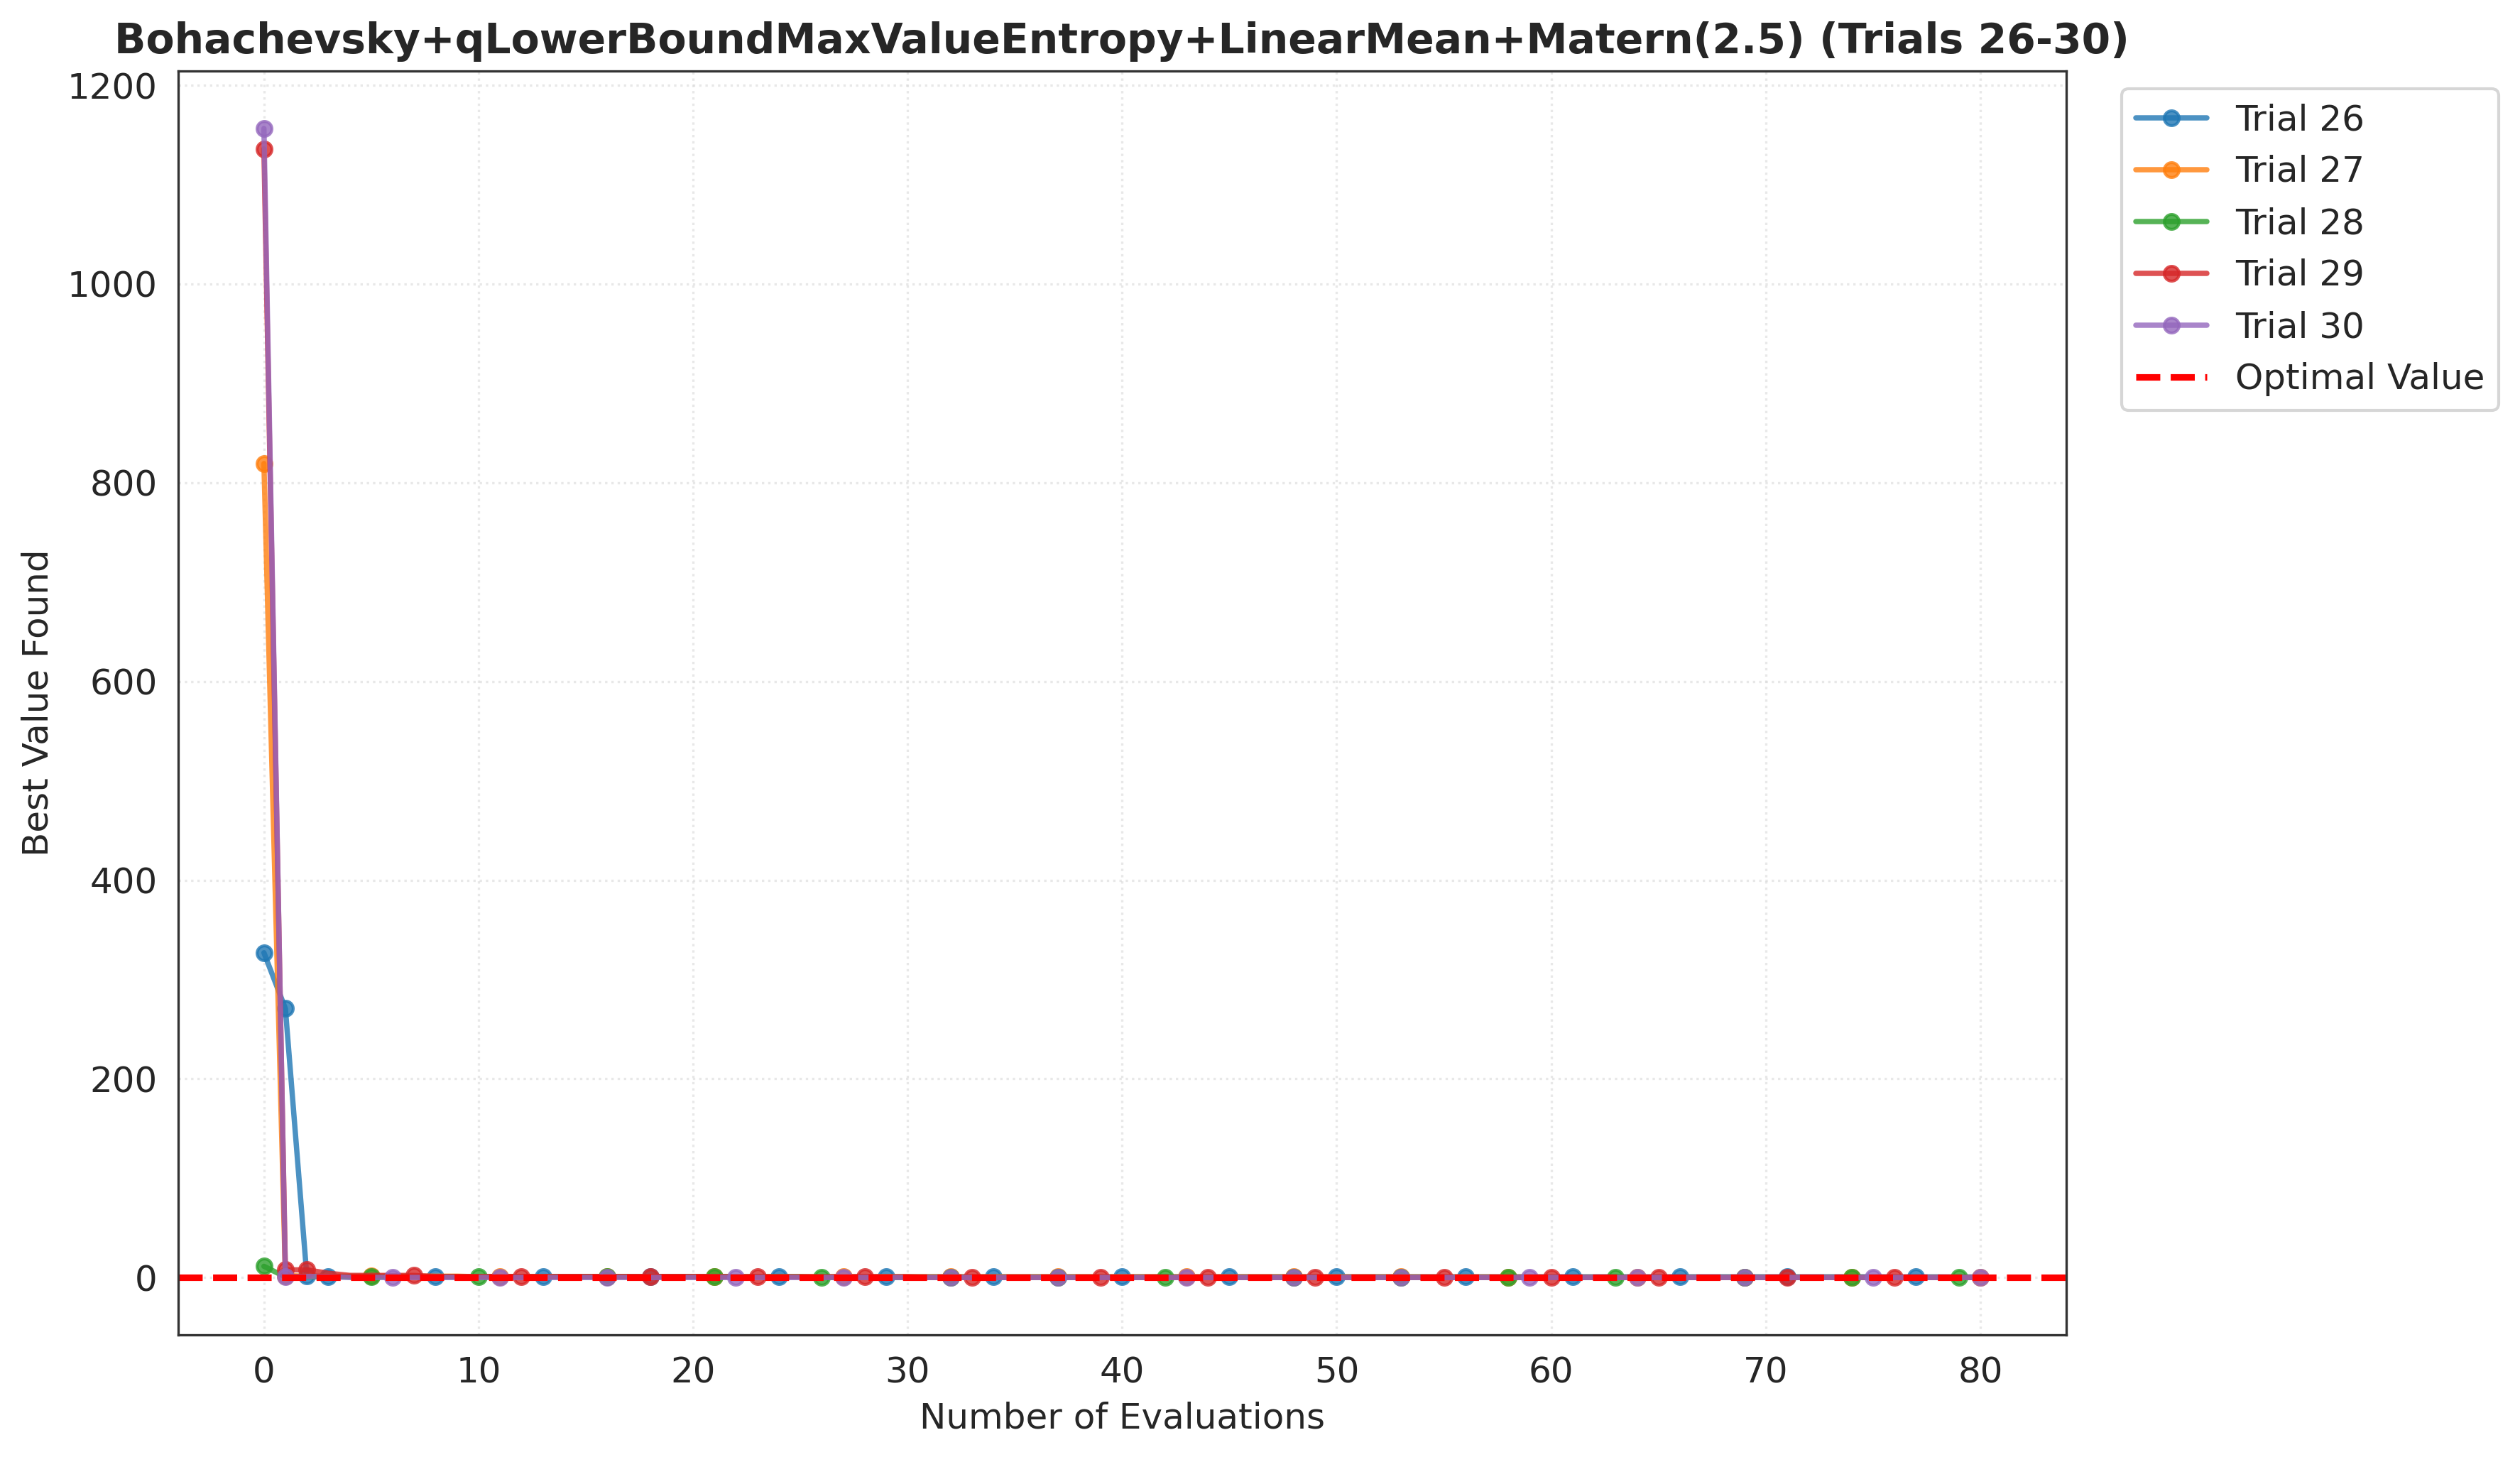 Bohachevsky+qLowerBoundMaxValueEntropy+LinearMean+Matern(2.5) (Trials 26-30)
1200
1000
800
600
400
200
0
Best Value Found
0 10 20 30 40 50 60 70 80
Number of Evaluations
Trial 26
Trial 27
Trial 28
Trial 29
Trial 30
Optimal Value